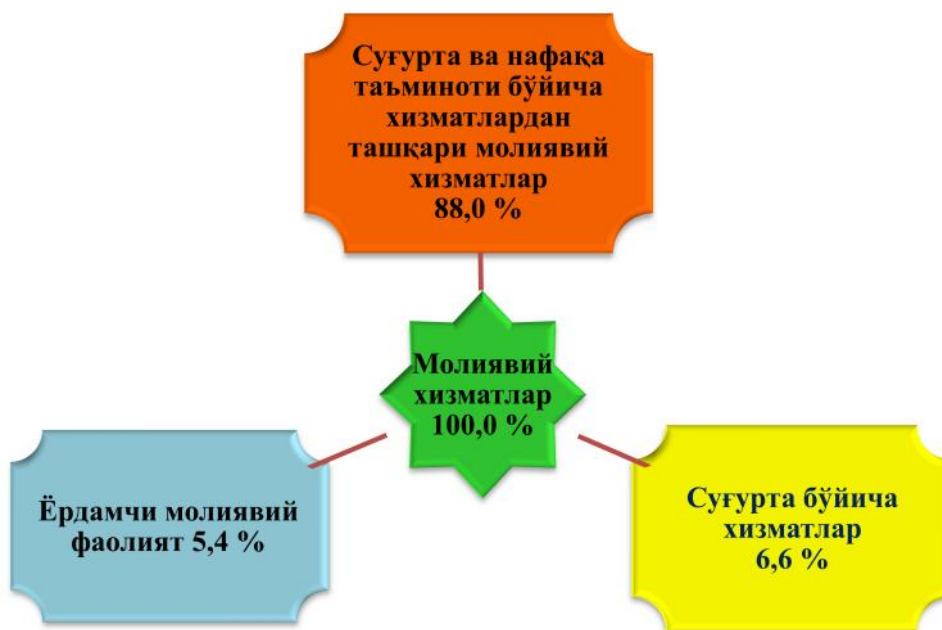 Суғурта ва нафақа
таъминоти бўйича
хизматлардан
ташқари молиявий
хизматлар
88,0 %
Молиявий
хизматлар
100,0 %
Ёрдамчи молиявий
фаолият 5,4 %
Суғурта бўйича
хизматлар
6,6 %